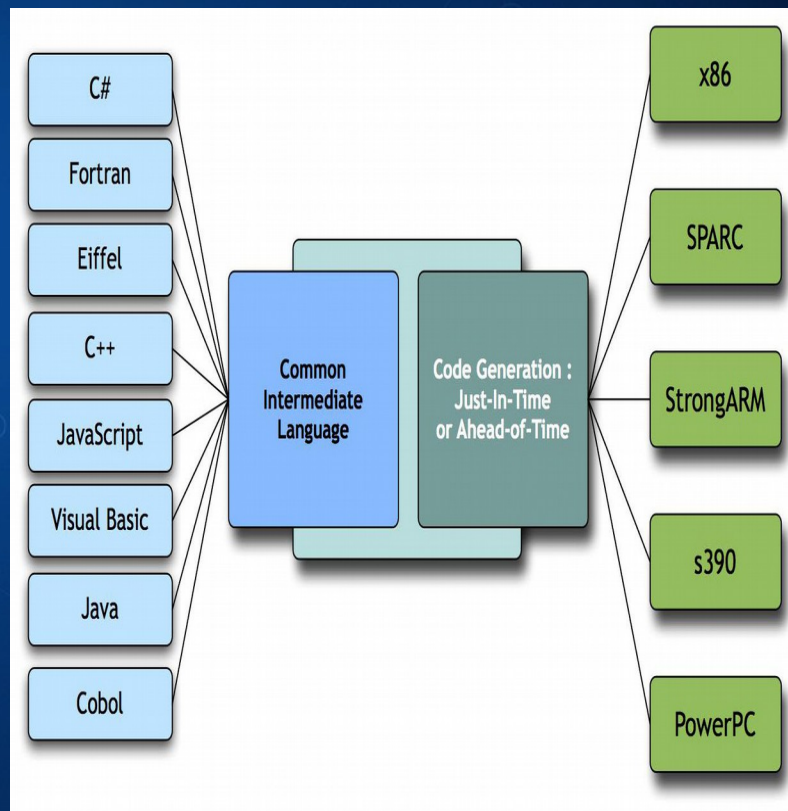 C#
Fortran
Eiffel
C++
JavaScript
Visual Basic
Java
Cobol
Common
Intermediate
Language
Code Generation :
Just-In-Time
or Ahead-of-Time
x86
SPARC
StrongARM
s390
PowerPC